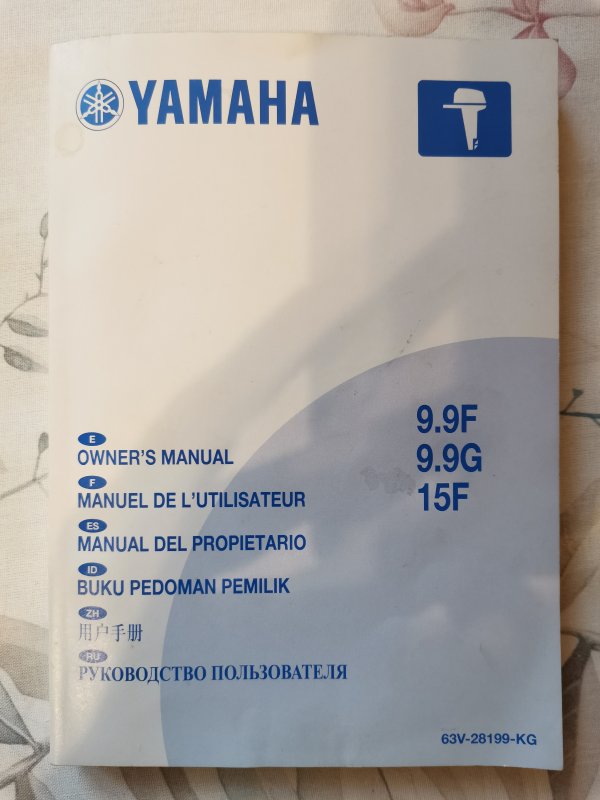 YAMAHA
9.9F
9.9G
15F
E
OWNER'S MANUAL
F
MANUEL DE L'UTILISATEUR
ES
MANUAL DEL PROPIETARIO
ID
BUKU PEDOMAN PEMILIK
ZH
用户手册
RU
РУКОВОДСТВО ПОЛЬЗОВАТЕЛЯ
63V-28199-KG